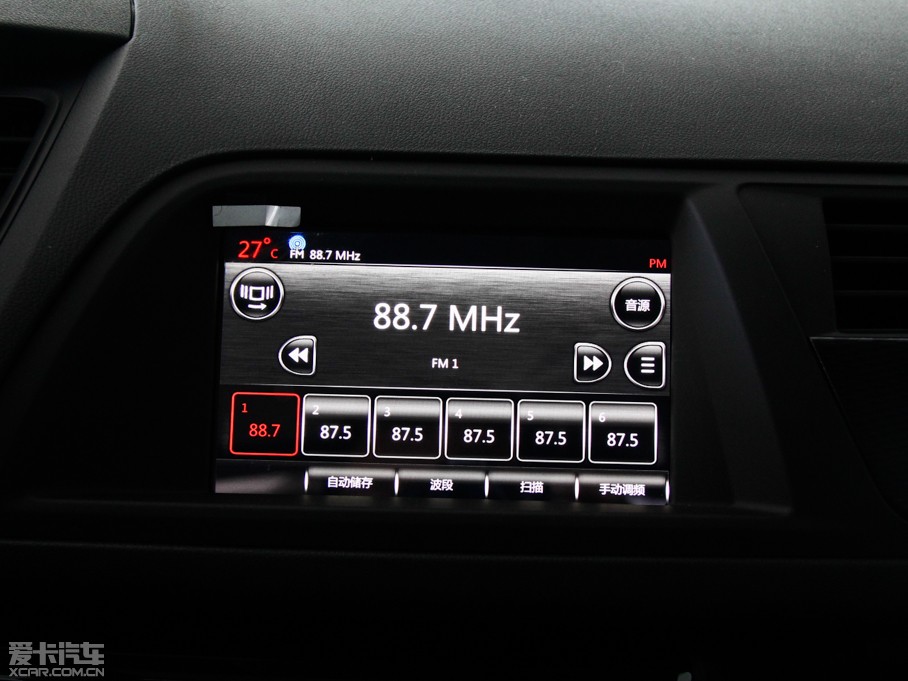 27°C FM 88.7 MHz
PM
88.7 MHz
音源
FM 1
1 2 3 4 5 6
88.7 87.5 87.5 87.5 87.5 87.5
自动储存 波段 扫描 手动调频
爱卡汽车
XCAR.COM.CN